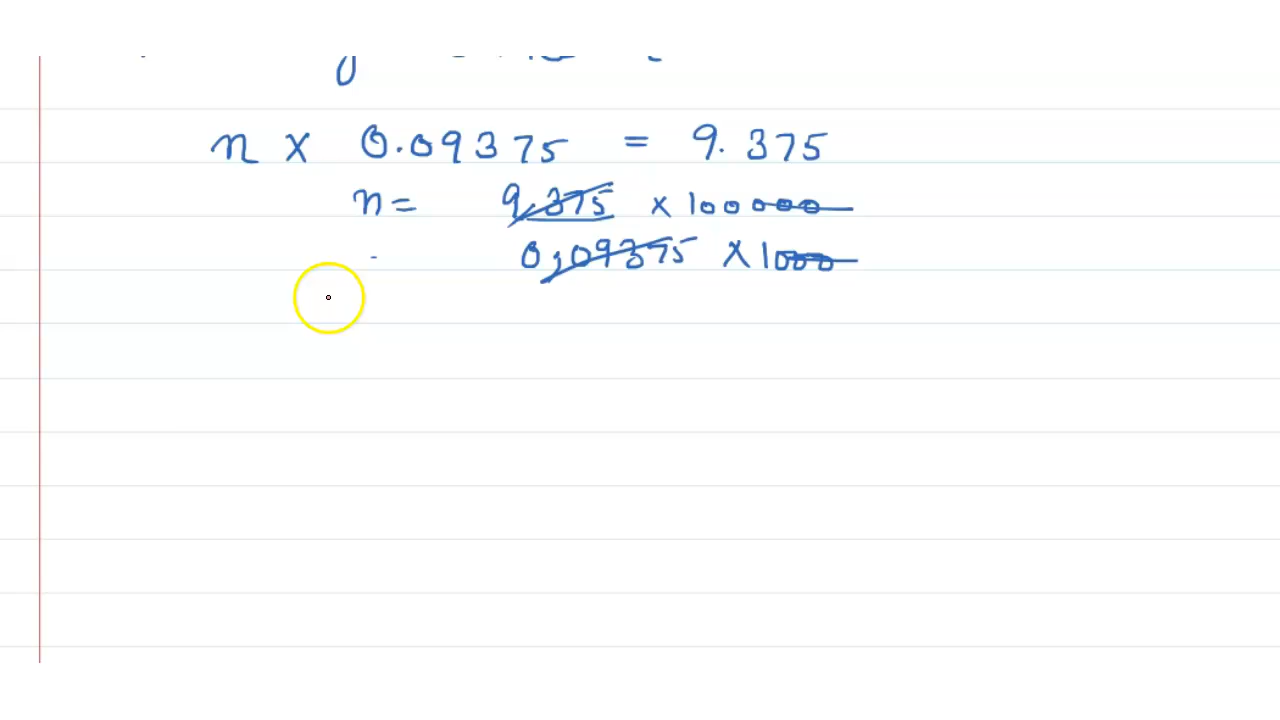 n × 0.09375 = 9.375
n = 9.375 × 100000
0.09375 × 1000